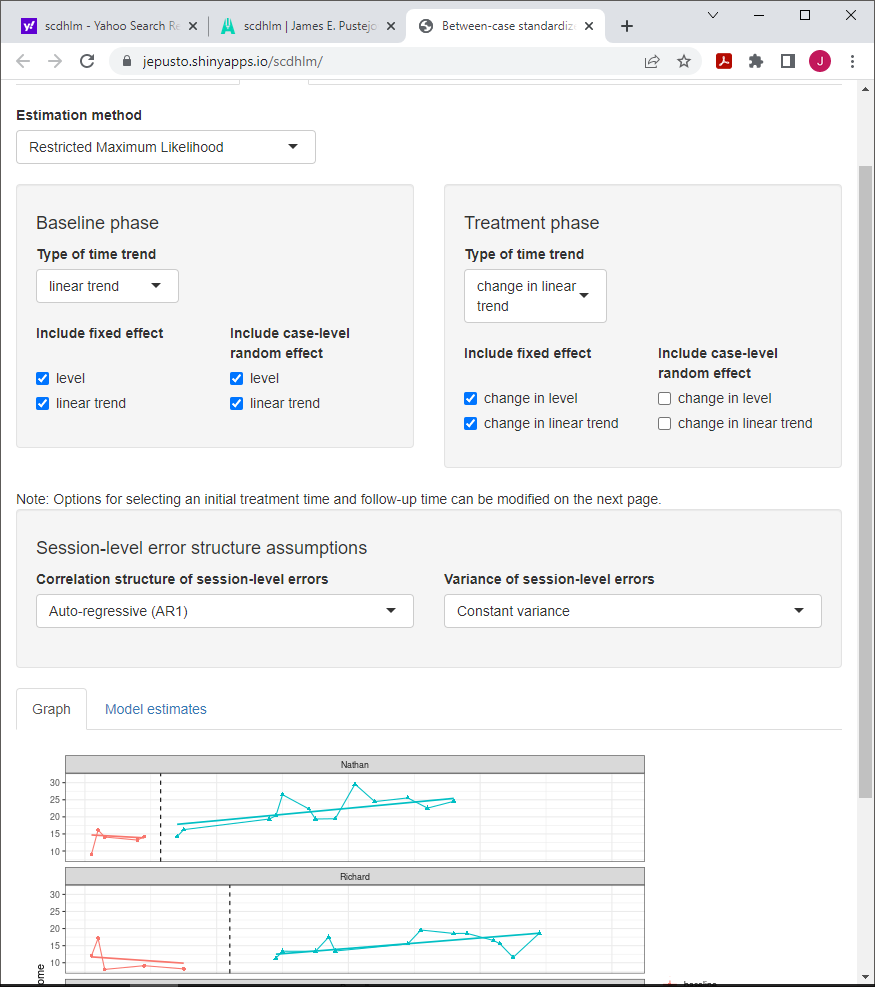 scdhlm - Yahoo Search Re
scdhlm | James E. Pustejo
Between-case standardiz
jepusto.shinyapps.io/scdhlm/
J
Estimation method
Restricted Maximum Likelihood
Baseline phase
Type of time trend
linear trend
Include fixed effect
Include case-level
random effect
level
level
linear trend
linear trend
Treatment phase
Type of time trend
change in linear
trend
Include fixed effect
Include case-level
random effect
change in level
change in level
change in linear trend
change in linear trend
Note: Options for selecting an initial treatment time and follow-up time can be modified on the next page.
Session-level error structure assumptions
Correlation structure of session-level errors
Variance of session-level errors
Auto-regressive (AR1)
Constant variance
Graph
Model estimates
Nathan
30
25
20
15
10
Richard
30
25
20
15
10
ome